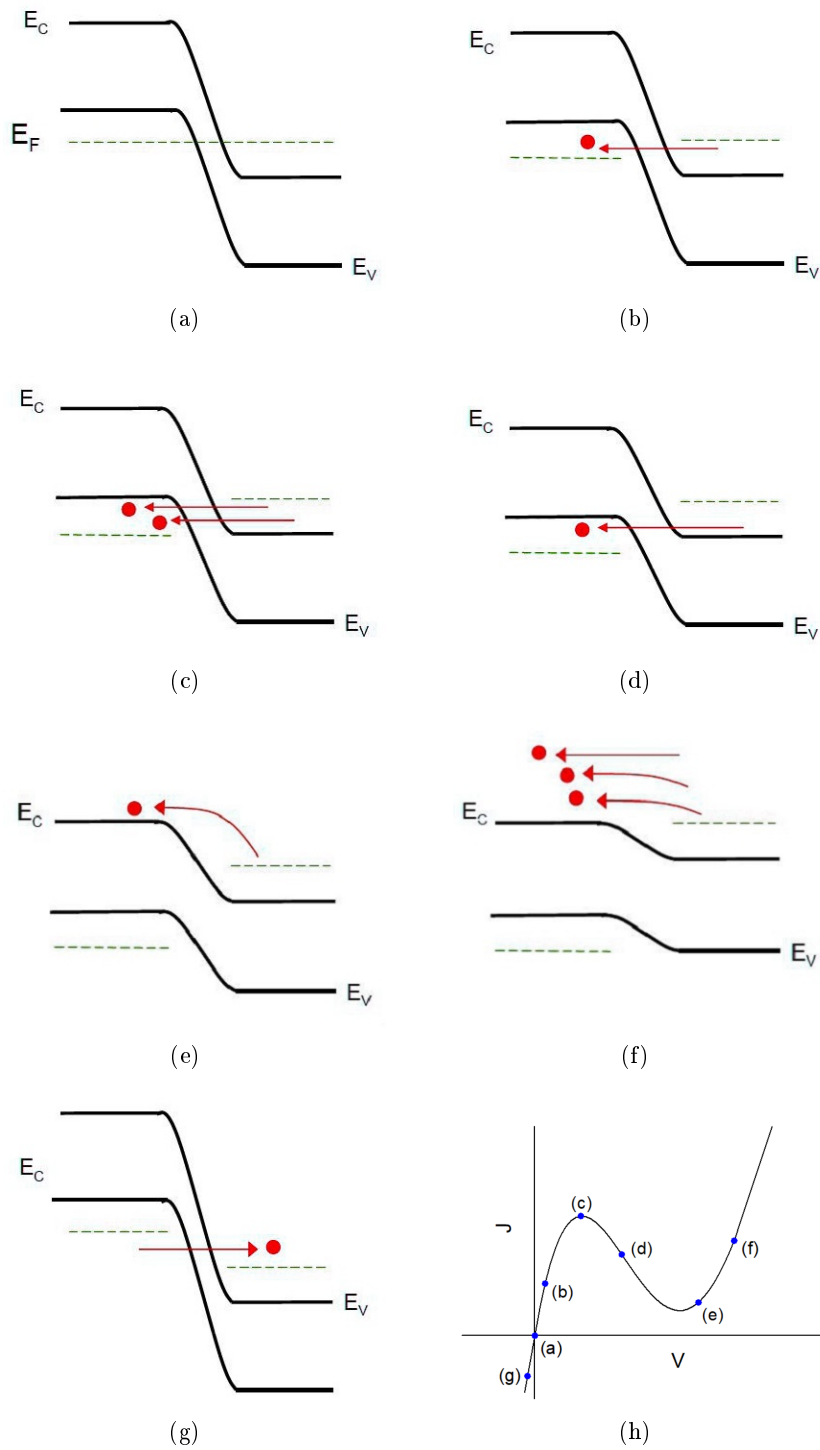 E_C
E_F
E_V
(a)
E_C
E_V
(b)
E_C
E_V
(c)
E_C
E_V
(d)
E_C
E_V
(e)
E_C
E_V
(f)
E_C
E_V
(g)
J
(c)
(d)
(f)
(b)
(e)
(a)
V
(g)
(h)